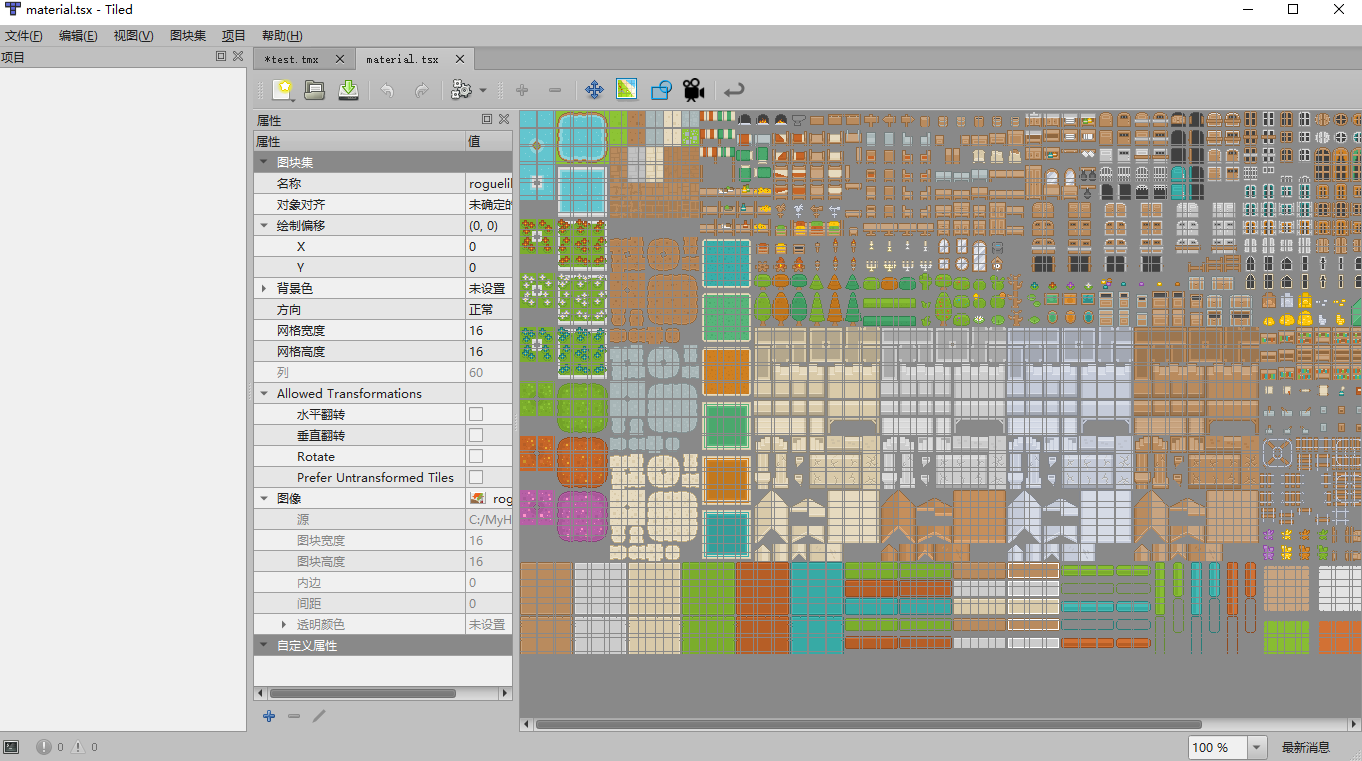 material.tsx - Tiled
文件(F) 编辑(E) 视图(V) 图块集 项目 帮助(H)
项目
*test.tmx material.tsx
属性
属性 值
图块集
名称 roguelil
对象对齐 未确定的
绘制偏移 (0, 0)
X 0
Y 0
背景色 未设置
方向 正常
网格宽度 16
网格高度 16
列 60
Allowed Transformations
水平翻转
垂直翻转
Rotate
Prefer Untransformed Tiles
图像 rog
源 C:/MyH
图块宽度 16
图块高度 16
内边 0
间距 0
透明颜色 未设置
自定义属性
0 0 100 % 最新消息